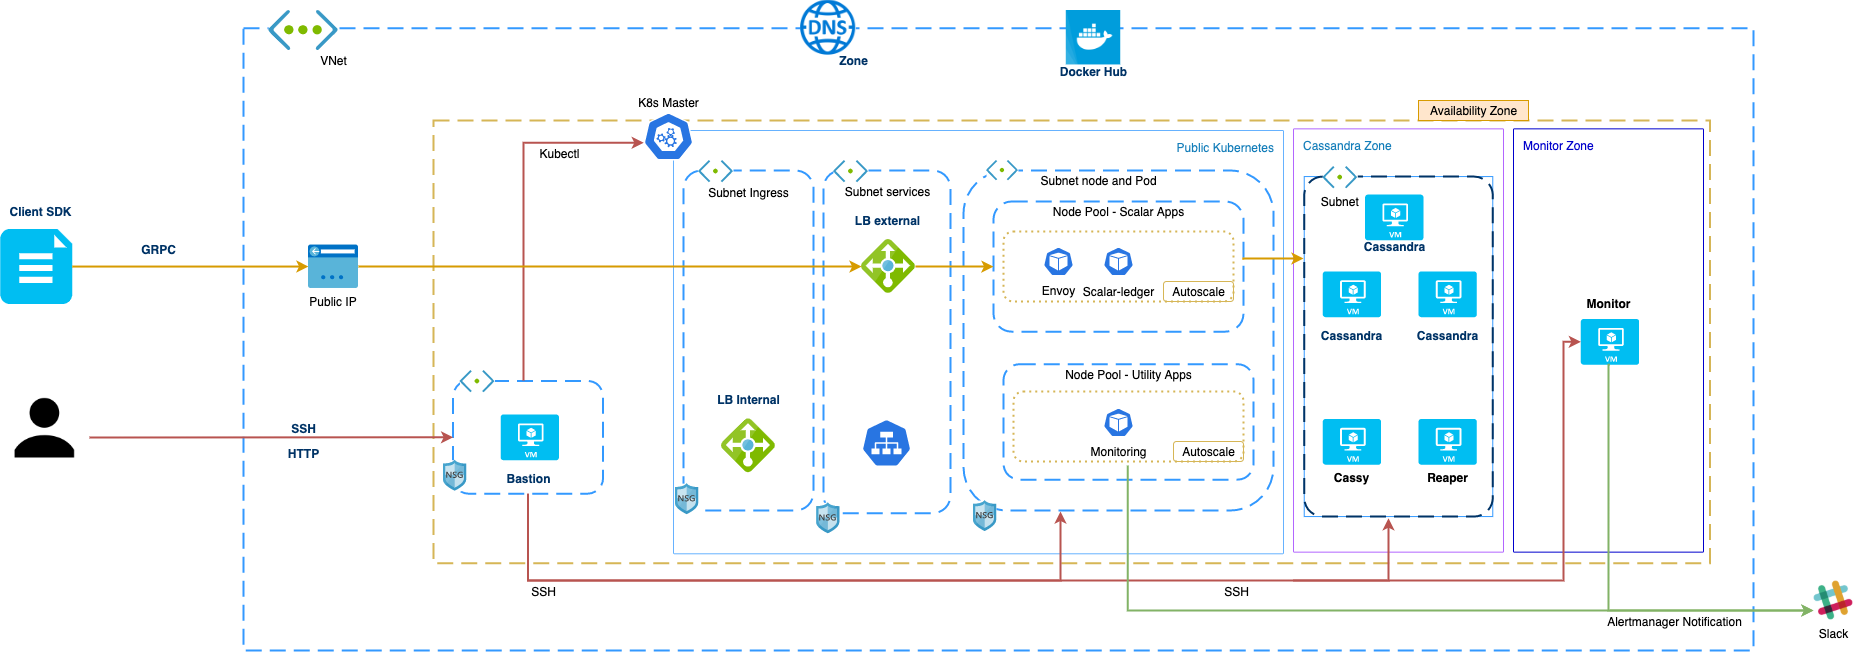 DNS
VNet
Zone
Docker Hub
K8s Master
Availability Zone
Kubectl
Public Kubernetes
Cassandra Zone
Monitor Zone
Subnet Ingress
Subnet services
Subnet node and Pod
Subnet
Client SDK
LB external
Node Pool - Scalar Apps
VM
Cassandra
GRPC
Public IP
Envoy
Scalar-ledger
Autoscale
VM
VM
Cassandra
Cassandra
Monitor
VM
Node Pool - Utility Apps
LB Internal
SSH
HTTP
VM
Bastion
NSG
Monitoring
Autoscale
VM
VM
Cassy
Reaper
NSG
NSG
NSG
SSH
SSH
Alertmanager Notification
Slack